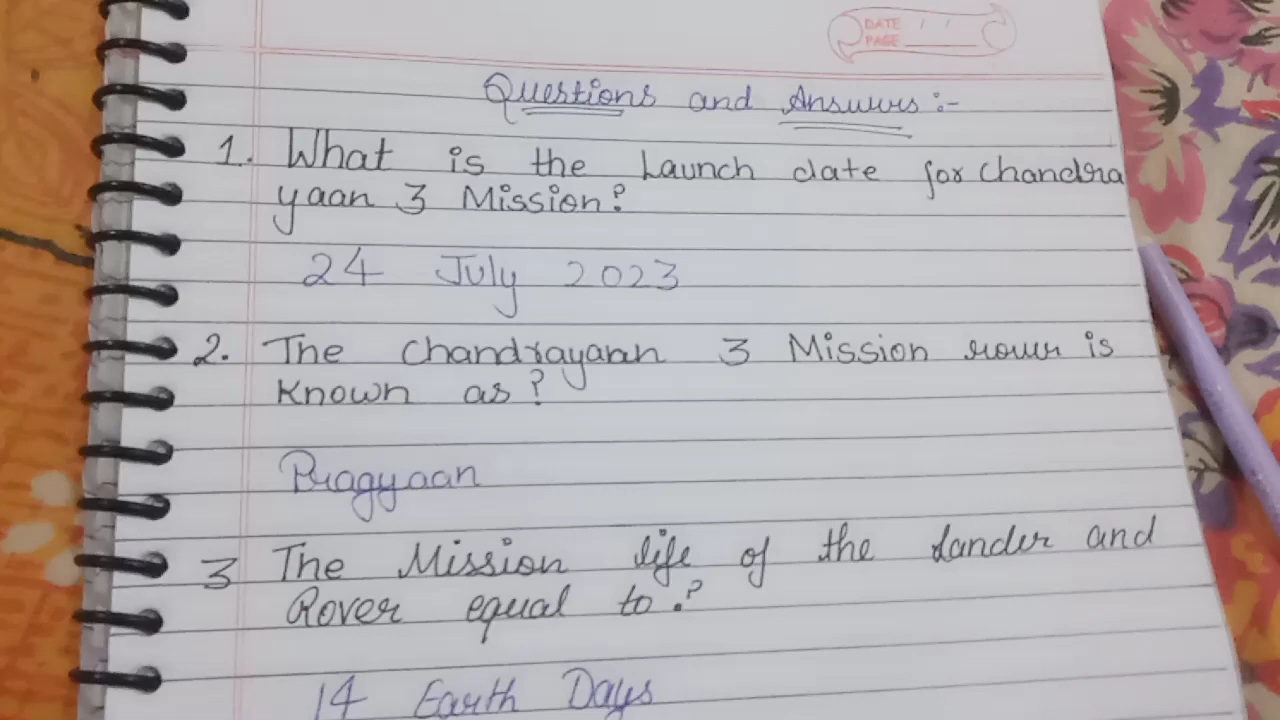 DATE / /
PAGE
Questions and Answers :-
1. What is the Launch date for Chandra
yaan 3 Mission?
24 July 2023
2. The Chandrayaan 3 Mission rover is
Known as?
Pragyaan
3 The Mission life of the Lander and
Rover equal to?
14 Earth Days